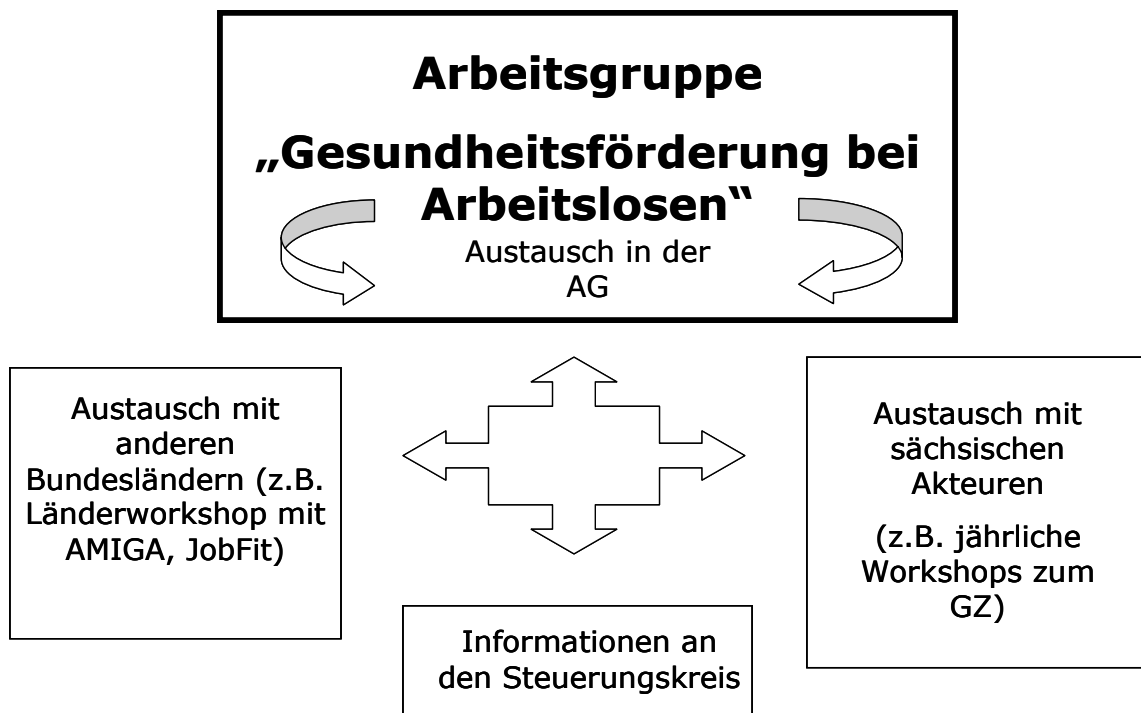 Arbeitsgruppe
„Gesundheitsförderung bei
Arbeitslosen“
Austausch in der
AG
Austausch mit
anderen
Bundesländern (z.B.
Länderworkshop mit
AMIGA, JobFit)
Austausch mit
sächsischen
Akteuren
(z.B. jährliche
Workshops zum
GZ)
Informationen an
den Steuerungskreis